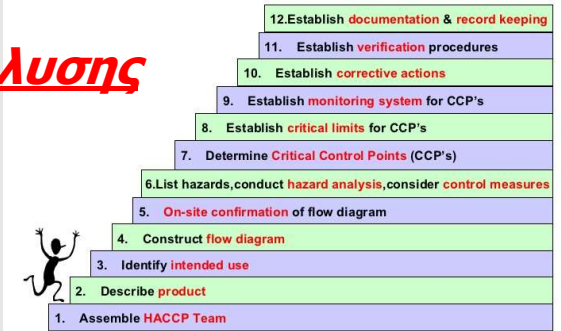 12.Establish documentation & record keeping
11. Establish verification procedures
λυσης
10. Establish corrective actions
9. Establish monitoring system for CCP's
8. Establish critical limits for CCP's
7. Determine Critical Control Points (CCP's)
6.List hazards,conduct hazard analysis,consider control measures
5. On-site confirmation of flow diagram
4. Construct flow diagram
3. Identify intended use
2. Describe product
1. Assemble HACCP Team